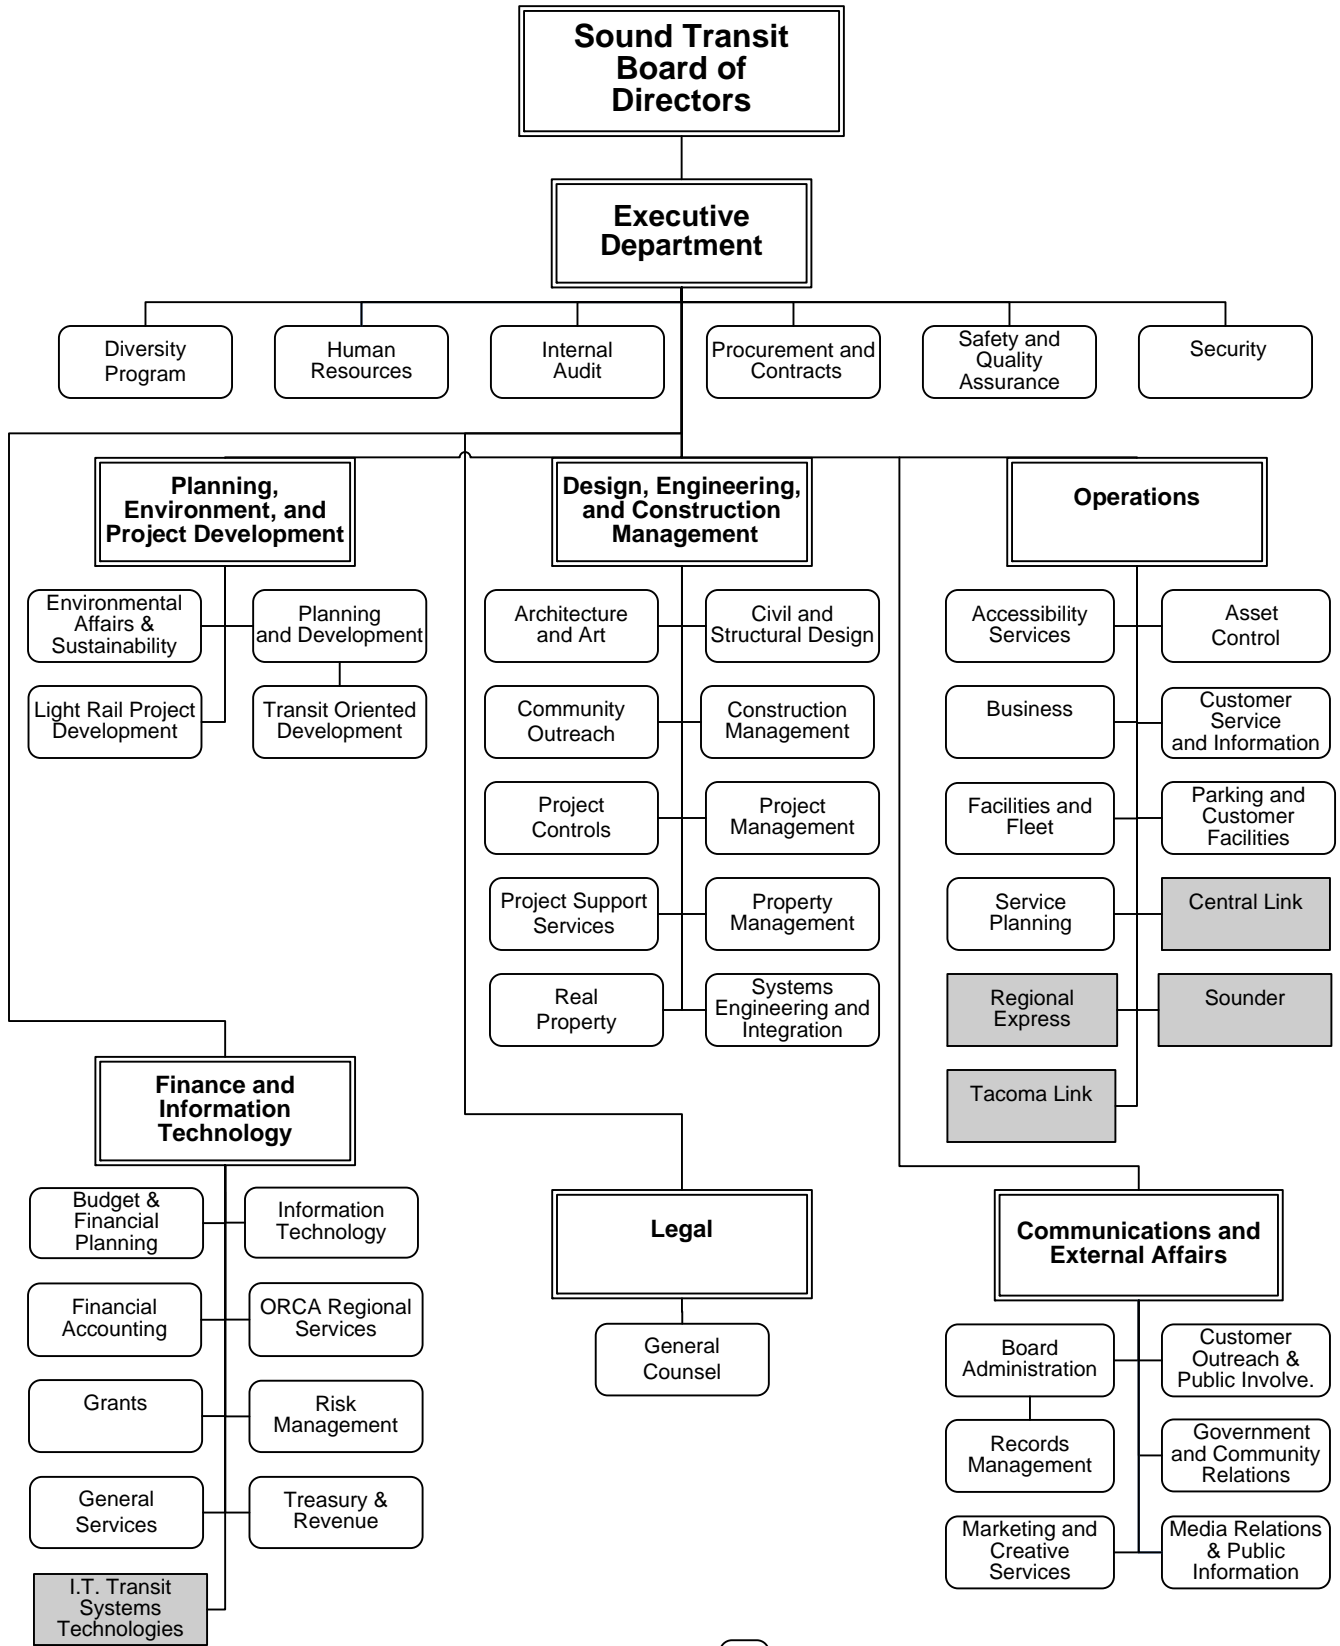 Sound Transit
Board of
Directors
Executive
Department
Diversity
Program
Human
Resources
Internal
Audit
Procurement and
Contracts
Safety and
Quality
Assurance
Security
Planning,
Environment, and
Project Development
Design, Engineering,
and Construction
Management
Operations
Environmental
Affairs &
Sustainability
Planning
and Development
Light Rail Project
Development
Transit Oriented
Development
Architecture
and Art
Civil and
Structural Design
Community
Outreach
Construction
Management
Project
Controls
Project
Management
Project Support
Services
Property
Management
Real
Property
Systems
Engineering and
Integration
Accessibility
Services
Asset
Control
Business
Customer
Service
and Information
Facilities and
Fleet
Parking and
Customer
Facilities
Service
Planning
Central Link
Regional
Express
Sounder
Tacoma Link
Finance and
Information
Technology
Budget &
Financial
Planning
Information
Technology
Financial
Accounting
ORCA Regional
Services
Grants
Risk
Management
General
Services
Treasury &
Revenue
I.T. Transit
Systems
Technologies
Legal
General
Counsel
Communications and
External Affairs
Board
Administration
Customer
Outreach &
Public Involve.
Records
Management
Government
and Community
Relations
Marketing and
Creative
Services
Media Relations
& Public
Information